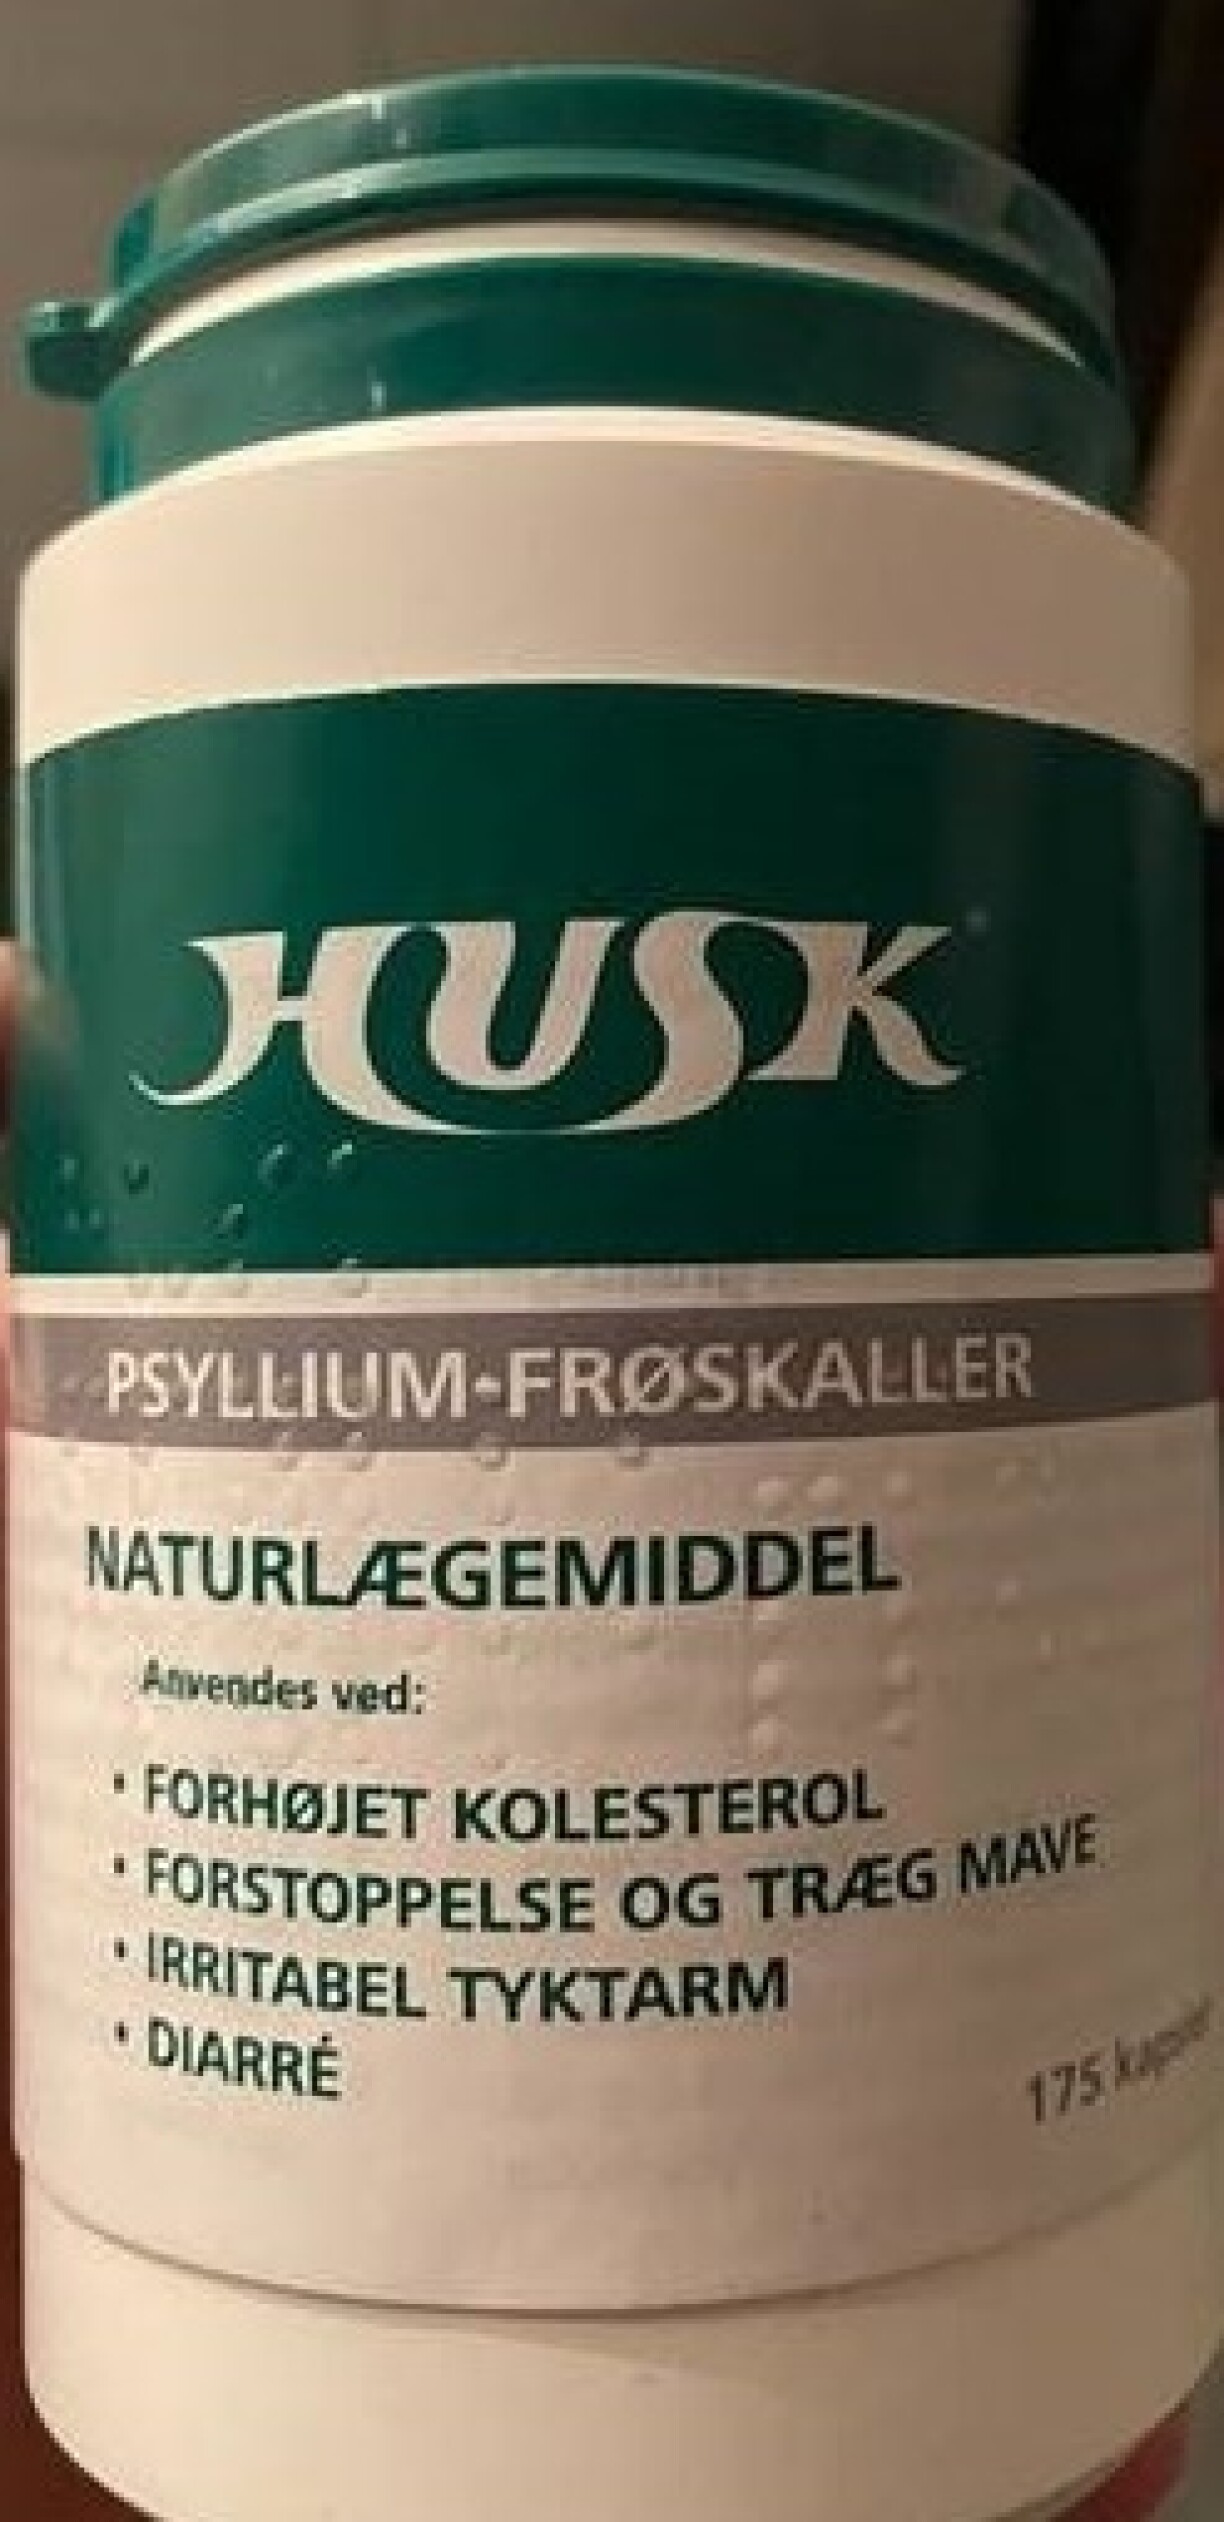 HUSK
PSYLLIUM-FRØSKALLER
NATURLÆGEMIDDEL
Anvendes ved:
• FORHØJET KOLESTEROL
• FORSTOPPELSE OG TRÆG MAVE
• IRRITABEL TYKTARM
• DIARRÉ
175